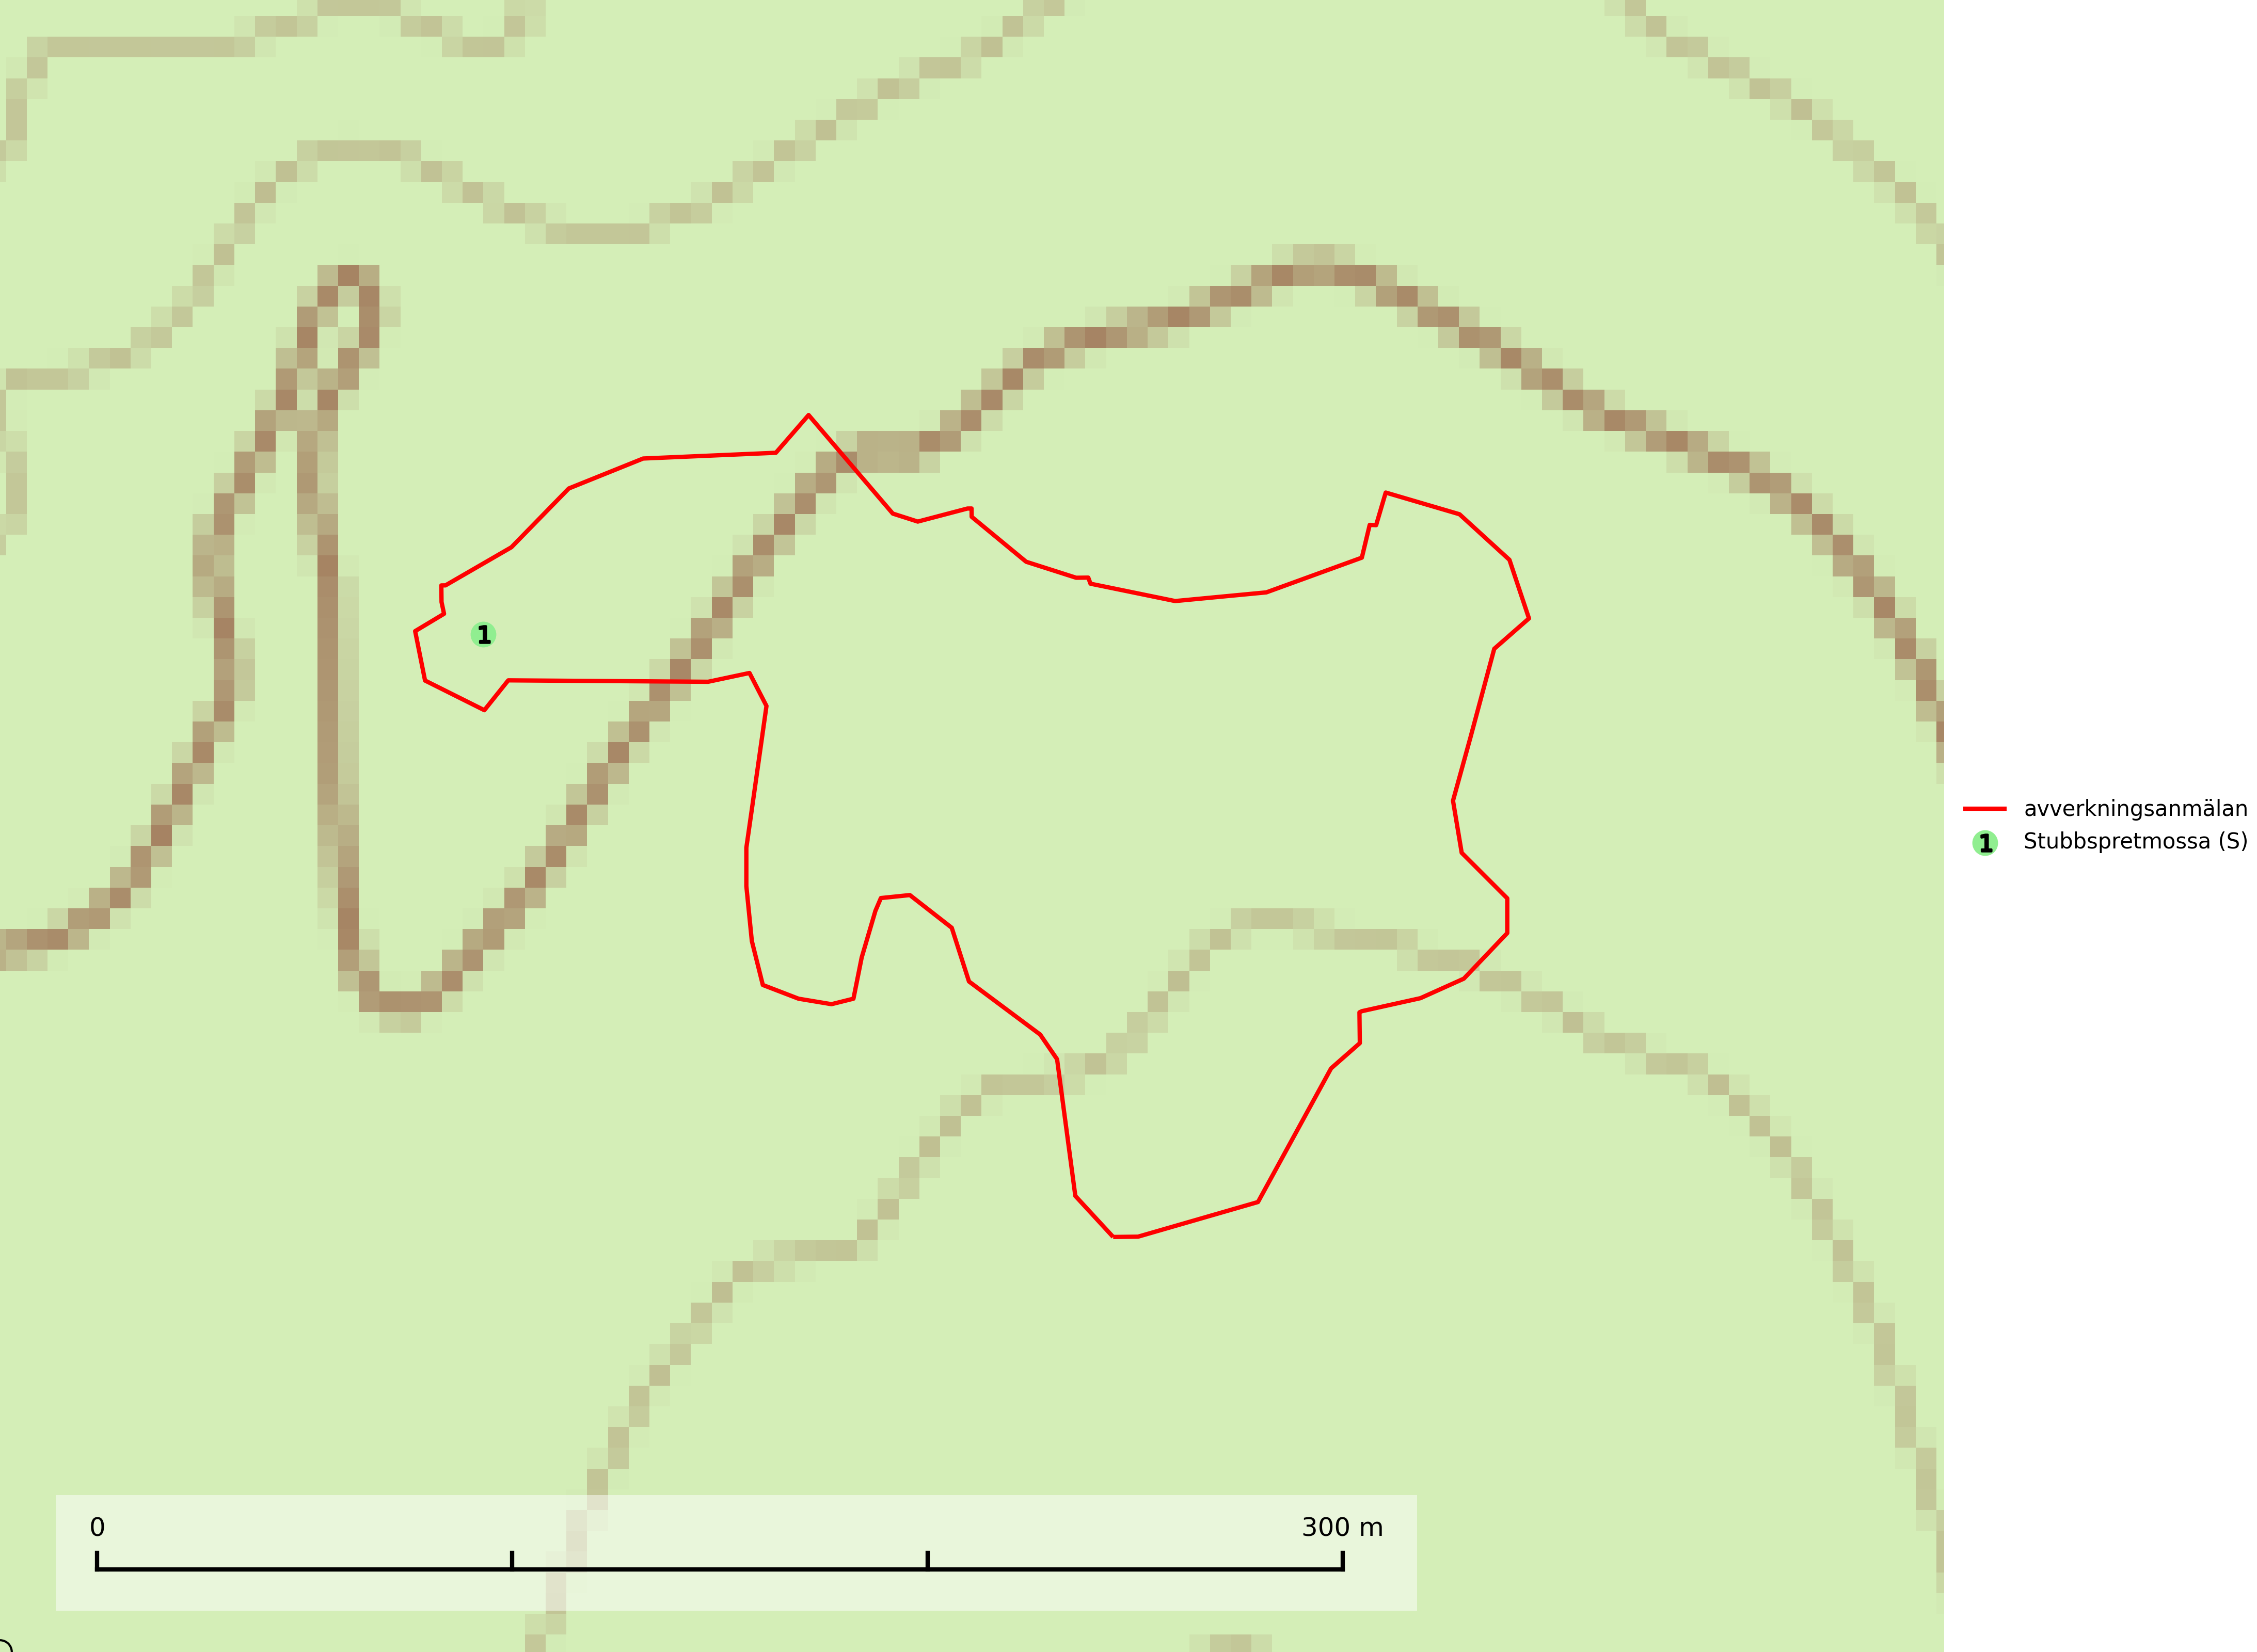 1
avverkningsanmälan
1 Stubbspretmossa (S)
0 300 m